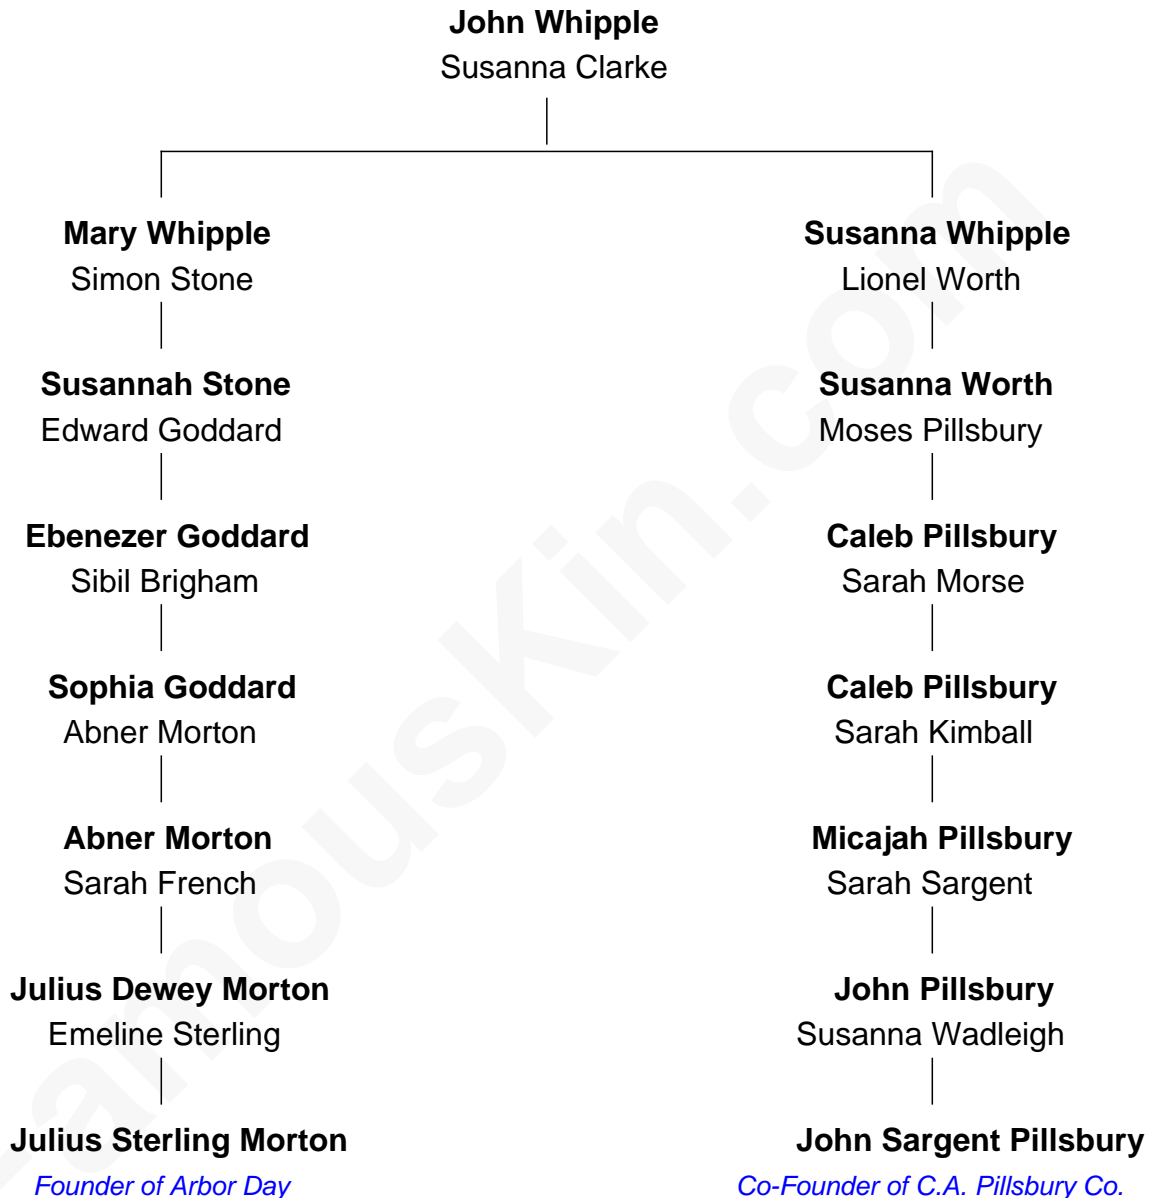 John Whipple
Susanna Clarke
Mary Whipple
Simon Stone
Susanna Whipple
Lionel Worth
Susannah Stone
Edward Goddard
Susanna Worth
Moses Pillsbury
Ebenezer Goddard
Sibil Brigham
Caleb Pillsbury
Sarah Morse
Sophia Goddard
Abner Morton
Caleb Pillsbury
Sarah Kimball
Abner Morton
Sarah French
Micajah Pillsbury
Sarah Sargent
Julius Dewey Morton
Emeline Sterling
John Pillsbury
Susanna Wadleigh
Julius Sterling Morton
Founder of Arbor Day
John Sargent Pillsbury
Co-Founder of C.A. Pillsbury Co.
FamousKin.com